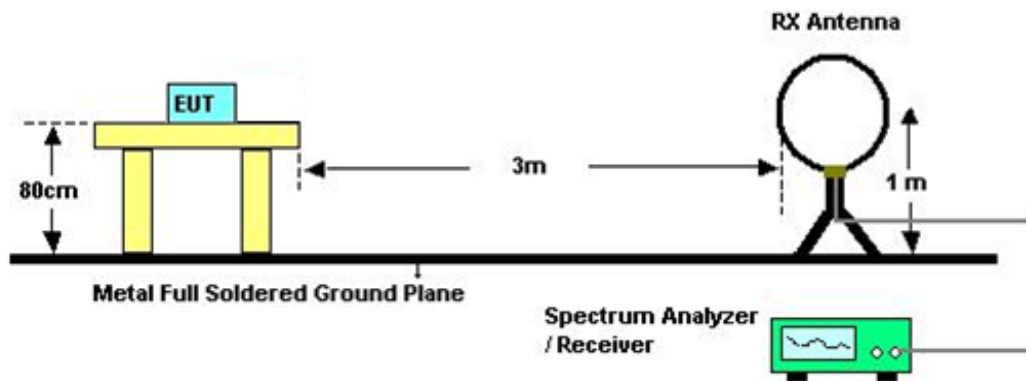 RX Antenna
EUT
80cm
3m
1 m
Metal Full Soldered Ground Plane
Spectrum Analyzer
/ Receiver